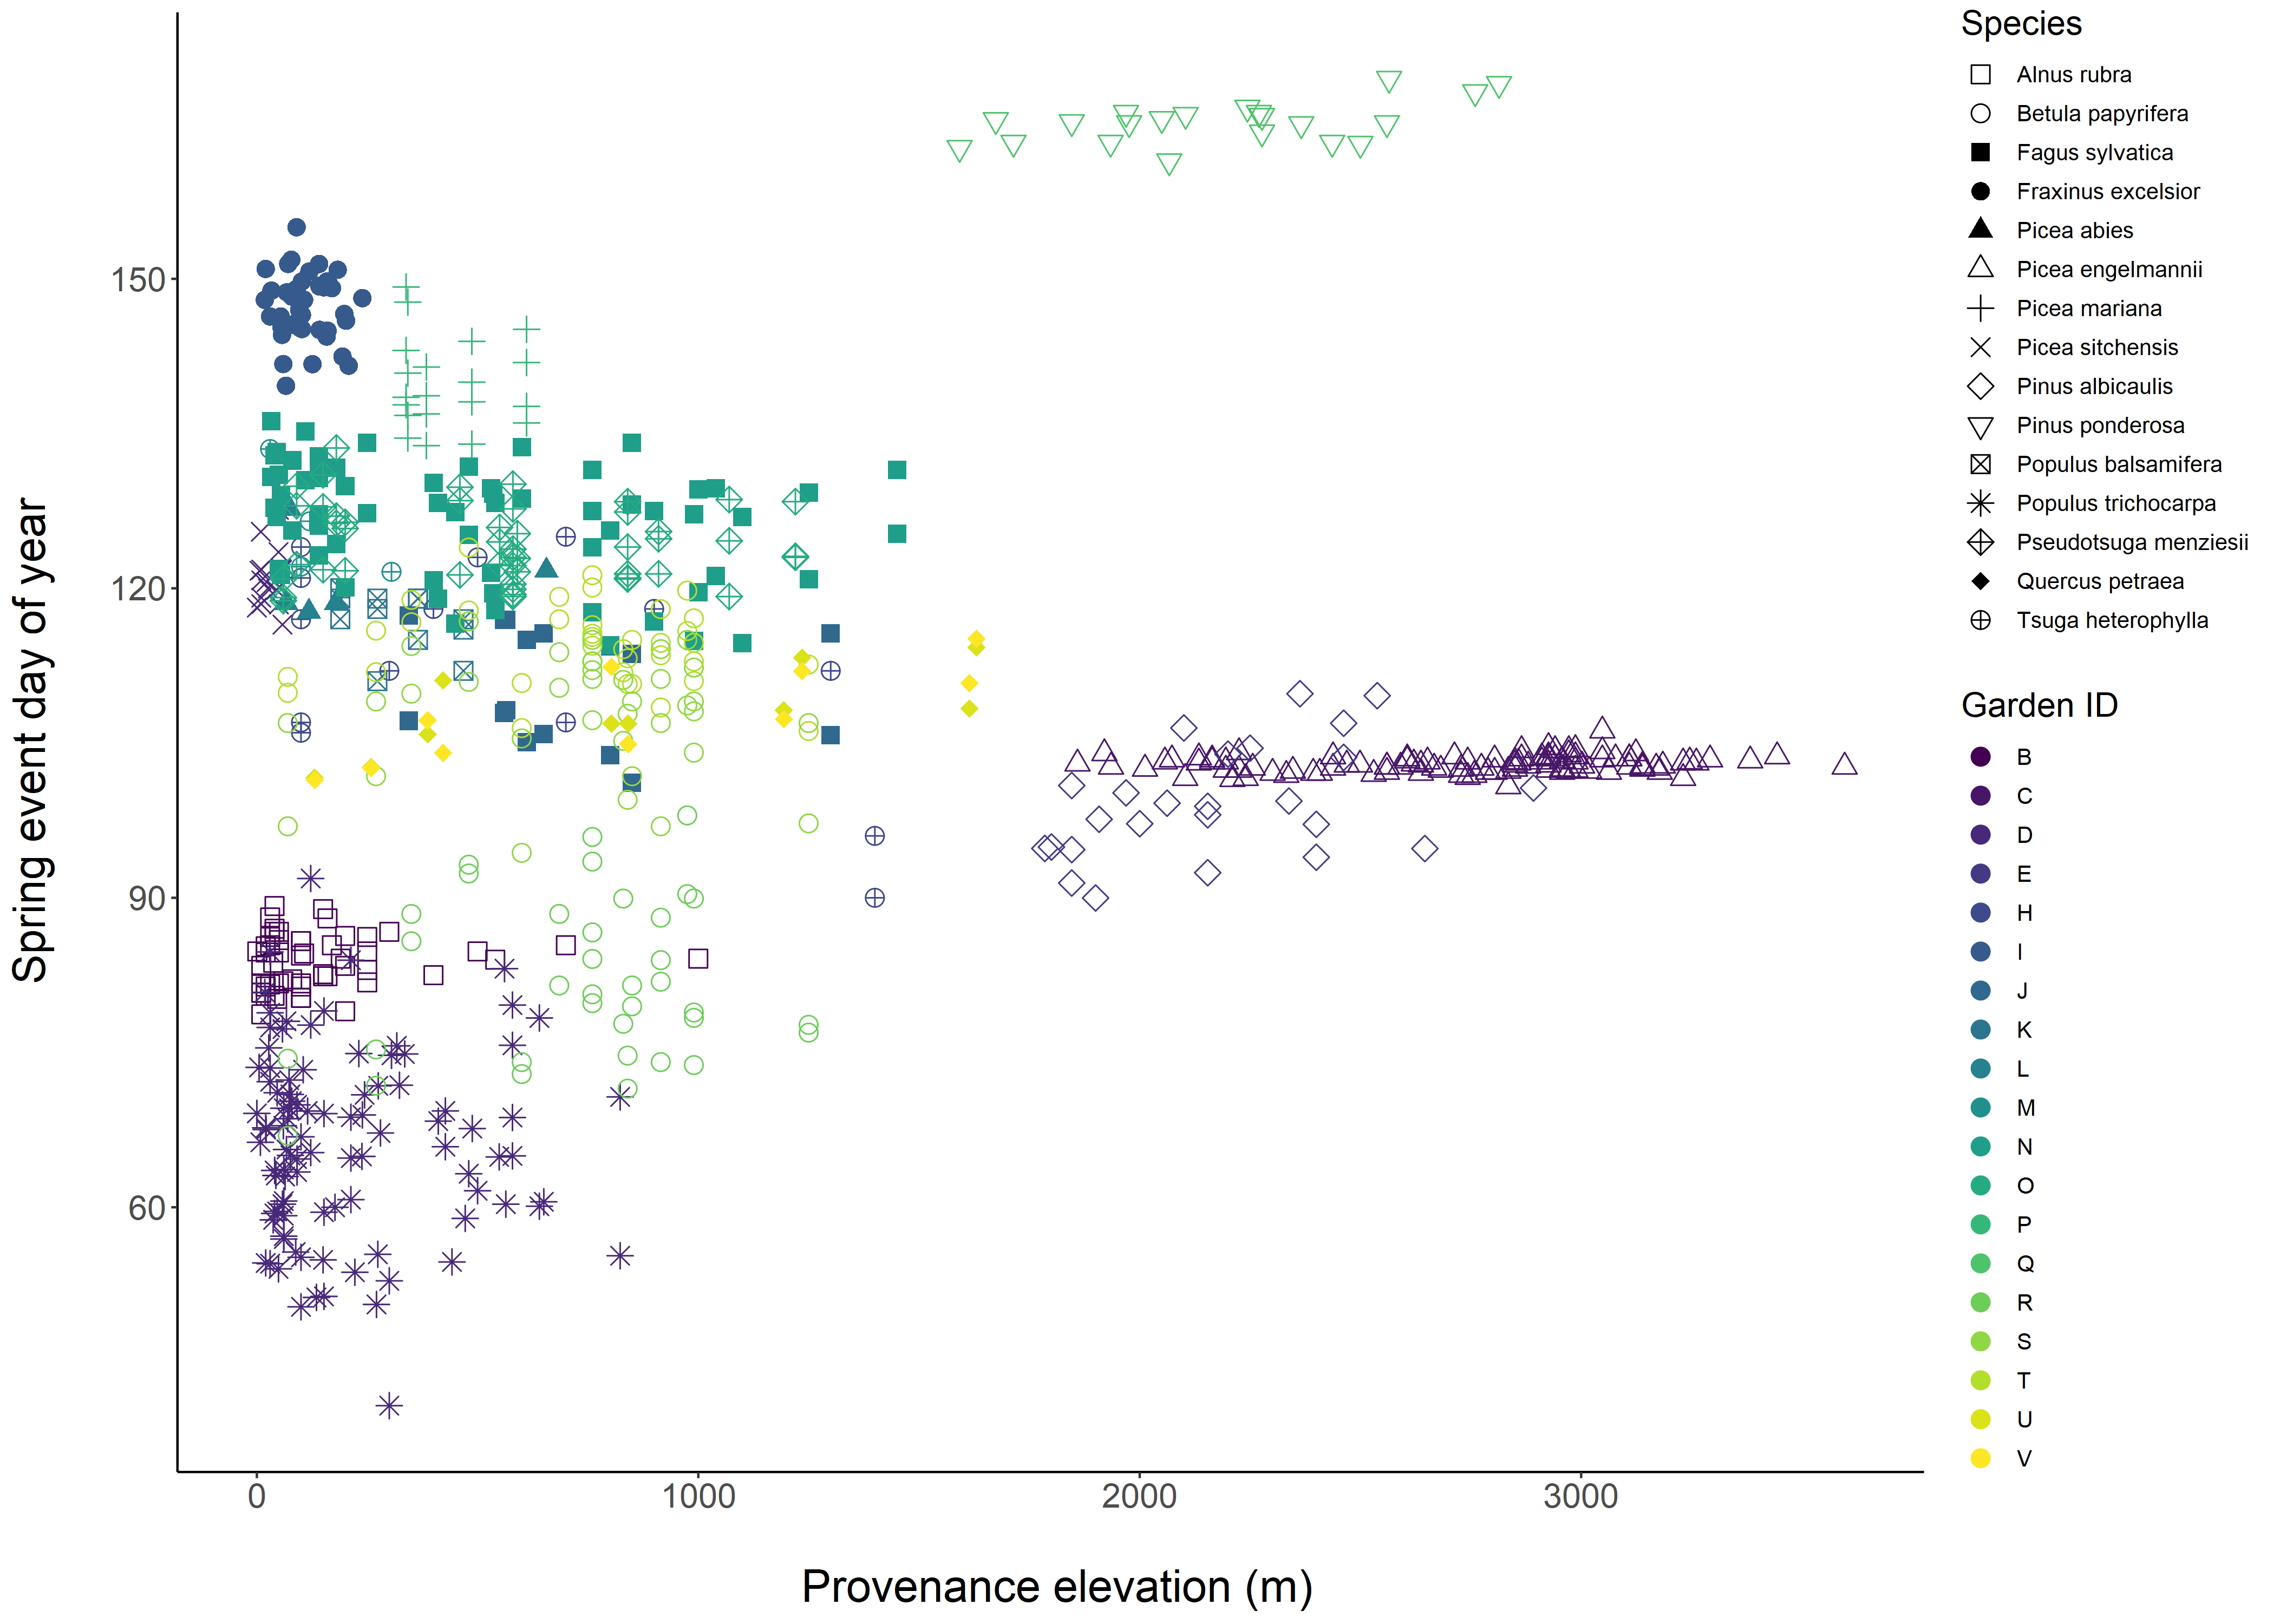 Species
Alnus rubra
Betula papyrifera
Fagus sylvatica
Fraxinus excelsior
Picea abies
Picea engelmannii
Picea mariana
Picea sitchensis
Pinus albicaulis
Pinus ponderosa
Populus balsamifera
Populus trichocarpa
Pseudotsuga menziesii
Quercus petraea
Tsuga heterophylla
Garden ID
B
C
D
E
H
I
J
K
L
M
N
O
P
Q
R
S
T
U
V
Spring event day of year
150
120
90
60
0
1000
2000
3000
Provenance elevation (m)